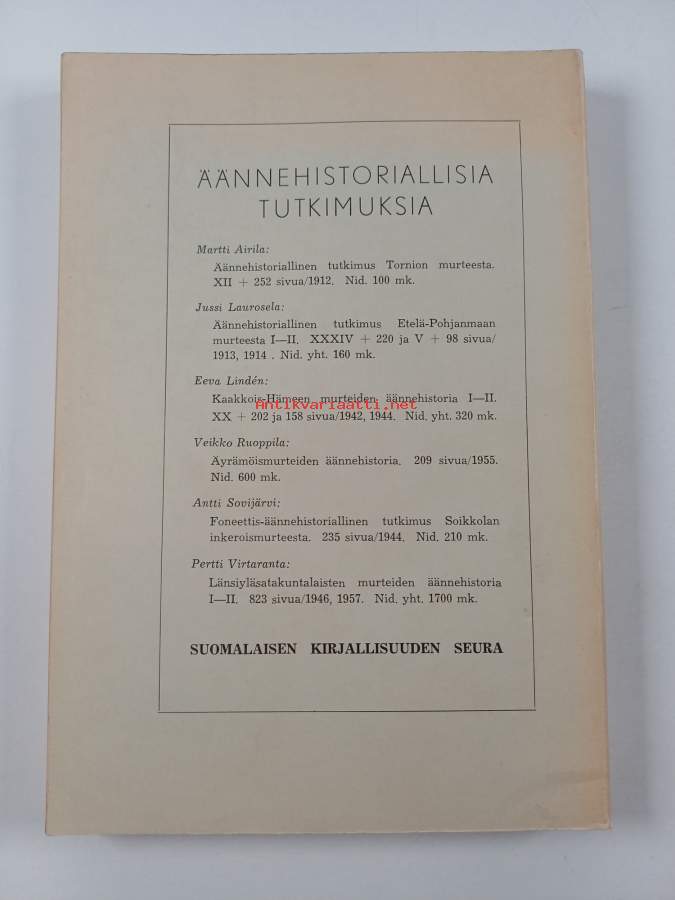 ÄÄNNEHISTORIALLISIA
TUTKIMUKSIA
Martti Airila:
Äännehistoriallinen tutkimus Tornion murteesta.
XII + 252 sivua/1912. Nid. 100 mk.
Jussi Laurosela:
Äännehistoriallinen tutkimus Etelä-Pohjanmaan
murteesta I—II. XXXIV + 220 ja V + 98 sivua/
1913, 1914 . Nid. yht. 160 mk.
Eeva Lindén:
Kaakkois-Hämeen murteiden äännehistoria I—II.
Antikvariaatti.net
XX + 202 ja 158 sivua/1942, 1944. Nid. yht. 320 mk.
Veikko Ruoppila:
Äyrämöismurteiden äännehistoria. 209 sivua/1955.
Nid. 600 mk.
Antti Sovijärvi:
Foneettis-äännehistoriallinen tutkimus Soikkolan
inkeroismurteesta. 235 sivua/1944. Nid. 210 mk.
Pertti Virtaranta:
Länsiyläsatakuntalaisten murteiden äännehistoria
I—II. 823 sivua/1946, 1957. Nid. yht. 1700 mk.
SUOMALAISEN KIRJALLISUUDEN SEURA